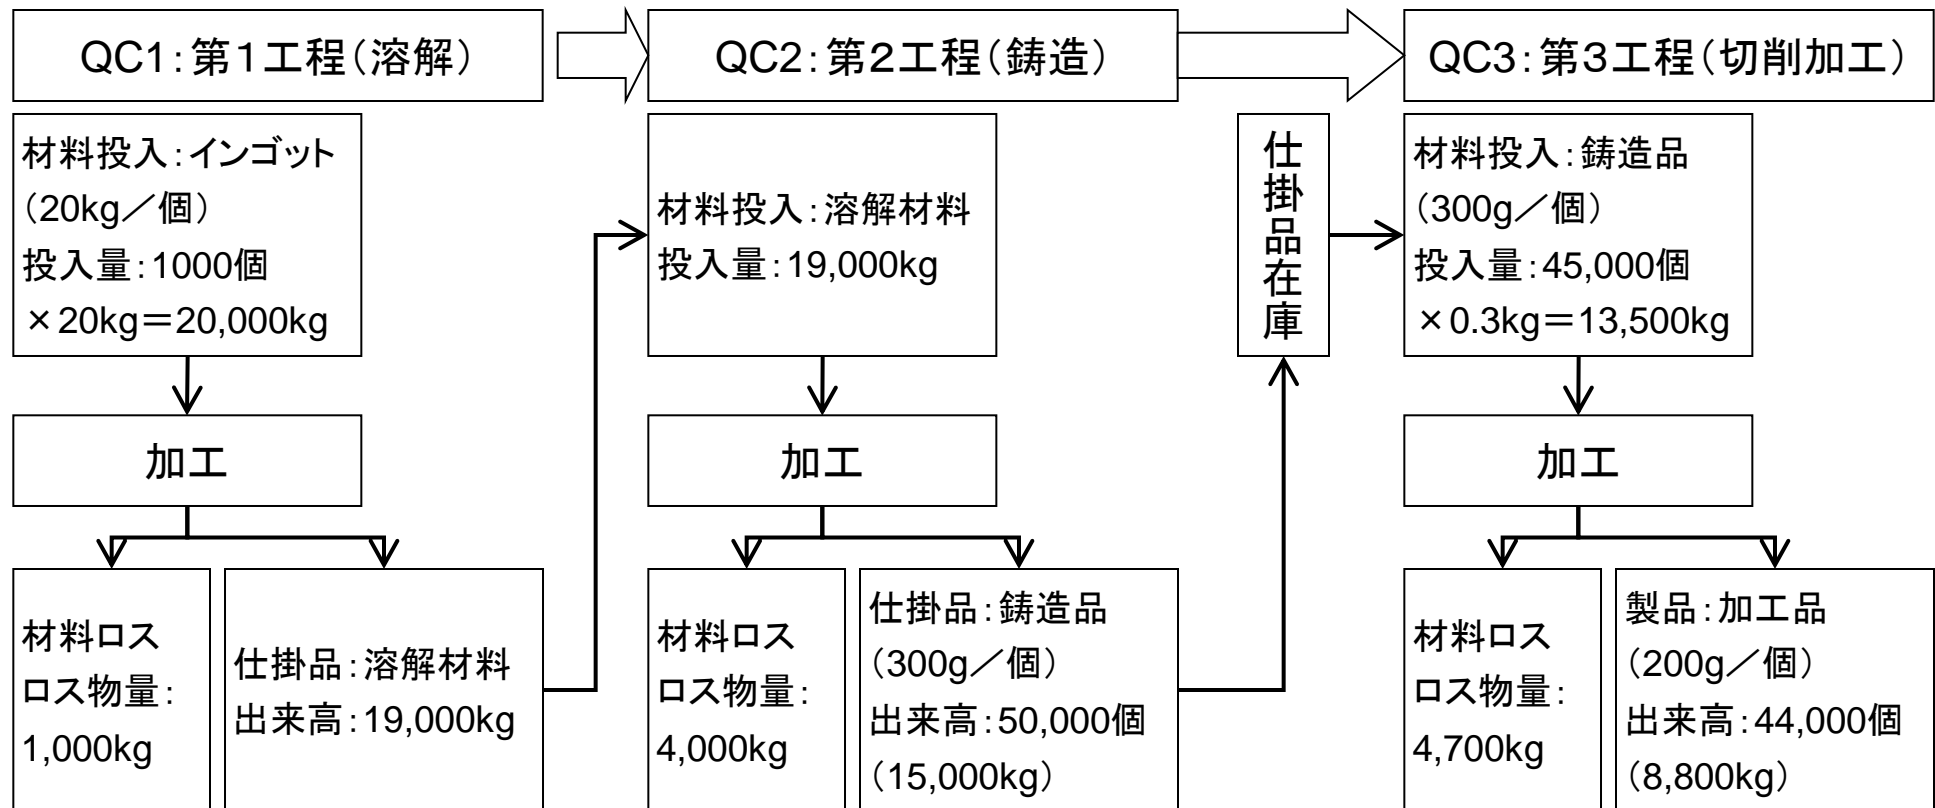 QC1:第1工程(溶解)
材料投入:インゴット
(20kg/個)
投入量:1000個
×20kg=20,000kg
加工
材料ロス
ロス物量:
1,000kg
仕掛品:溶解材料
出来高:19,000kg
QC2:第2工程(鋳造)
材料投入:溶解材料
投入量:19,000kg
加工
材料ロス
ロス物量:
4,000kg
仕掛品:鋳造品
(300g/個)
出来高:50,000個
(15,000kg)
仕掛品在庫
QC3:第3工程(切削加工)
材料投入:鋳造品
(300g/個)
投入量:45,000個
×0.3kg=13,500kg
加工
材料ロス
ロス物量:
4,700kg
製品:加工品
(200g/個)
出来高:44,000個
(8,800kg)